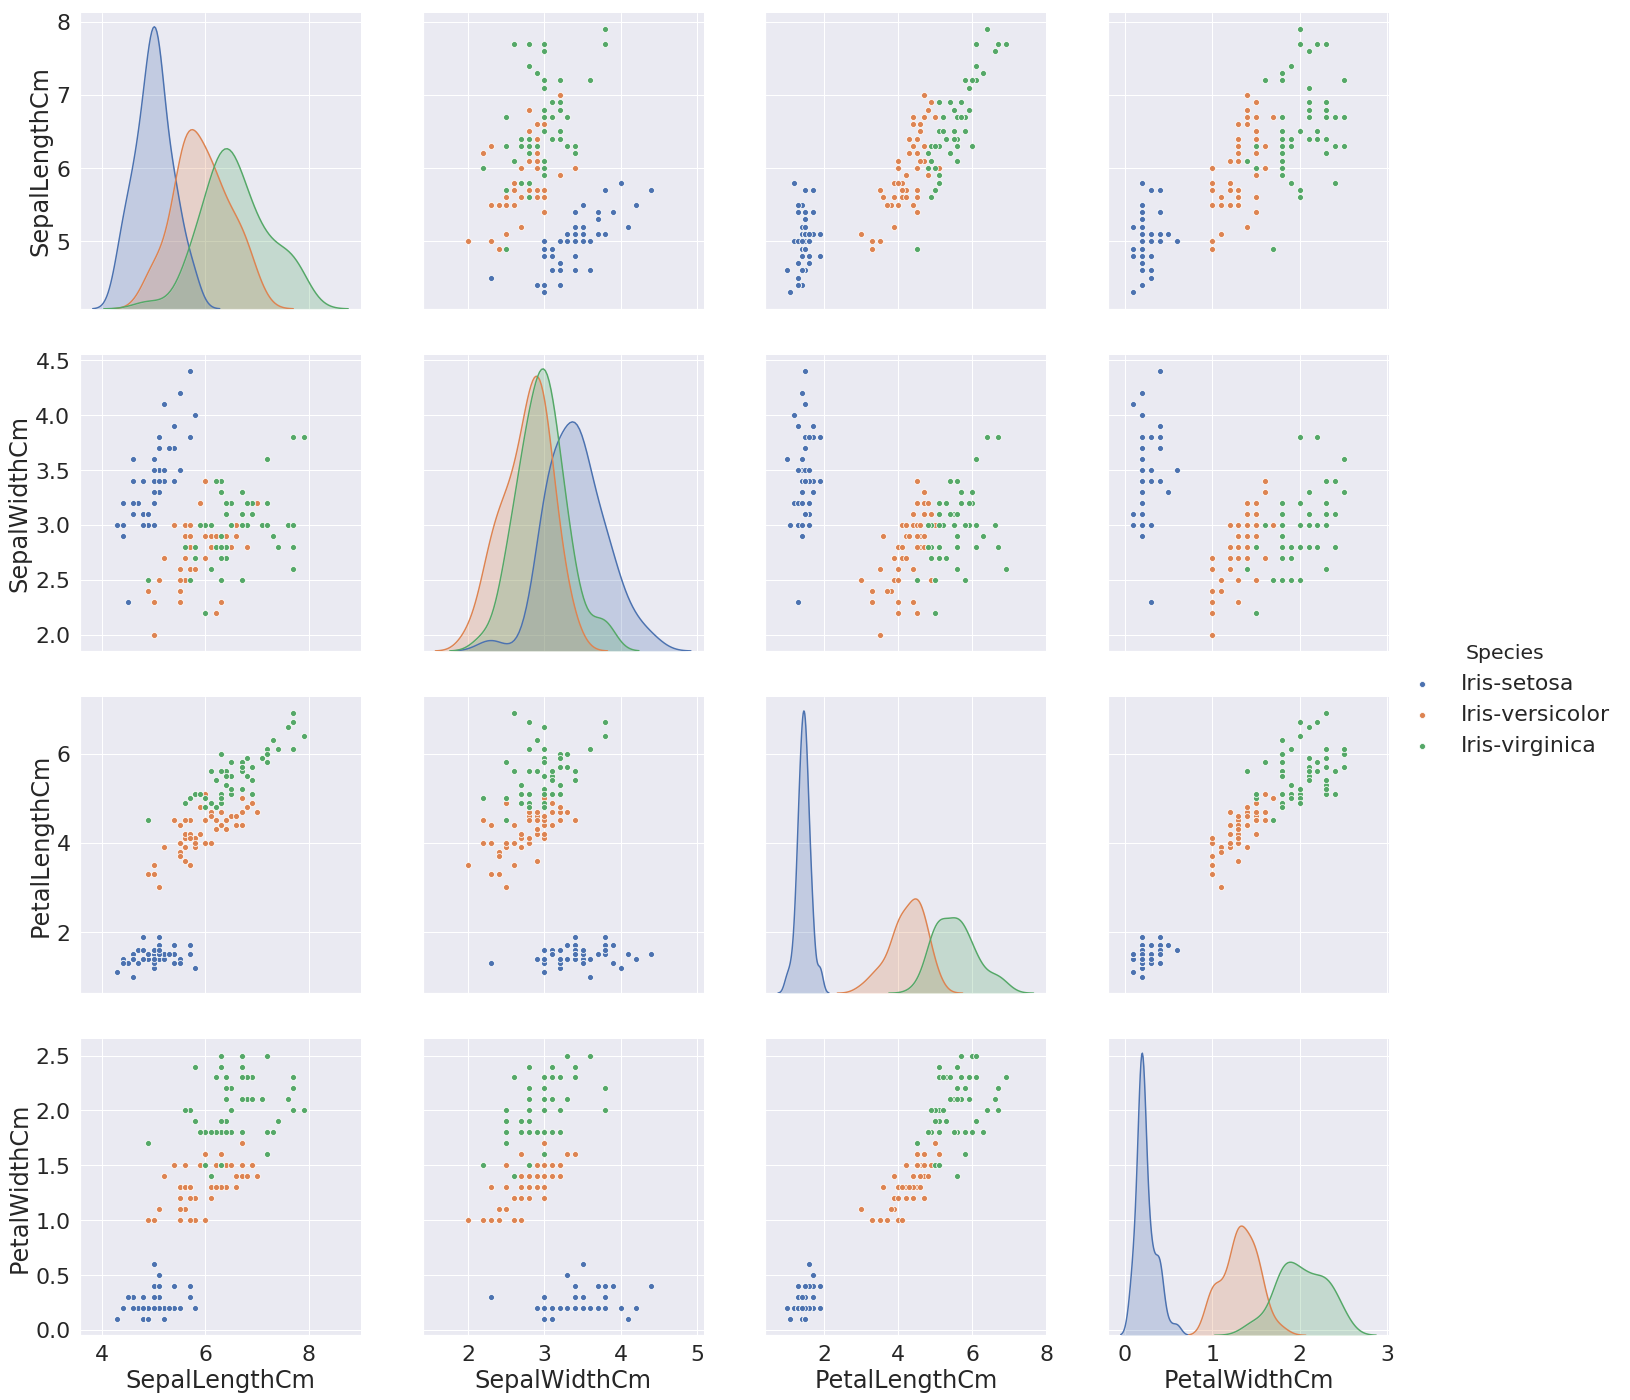 8
7
6
5
SepalLengthCm
4.5
4.0
3.5
3.0
2.5
2.0
SepalWidthCm
Species
Iris-setosa
Iris-versicolor
Iris-virginica
6
4
2
PetalLengthCm
2.5
2.0
1.5
1.0
0.5
0.0
PetalWidthCm
4 6 8 2 3 4 5 2 4 6 8 0 1 2 3
SepalLengthCm SepalWidthCm PetalLengthCm PetalWidthCm